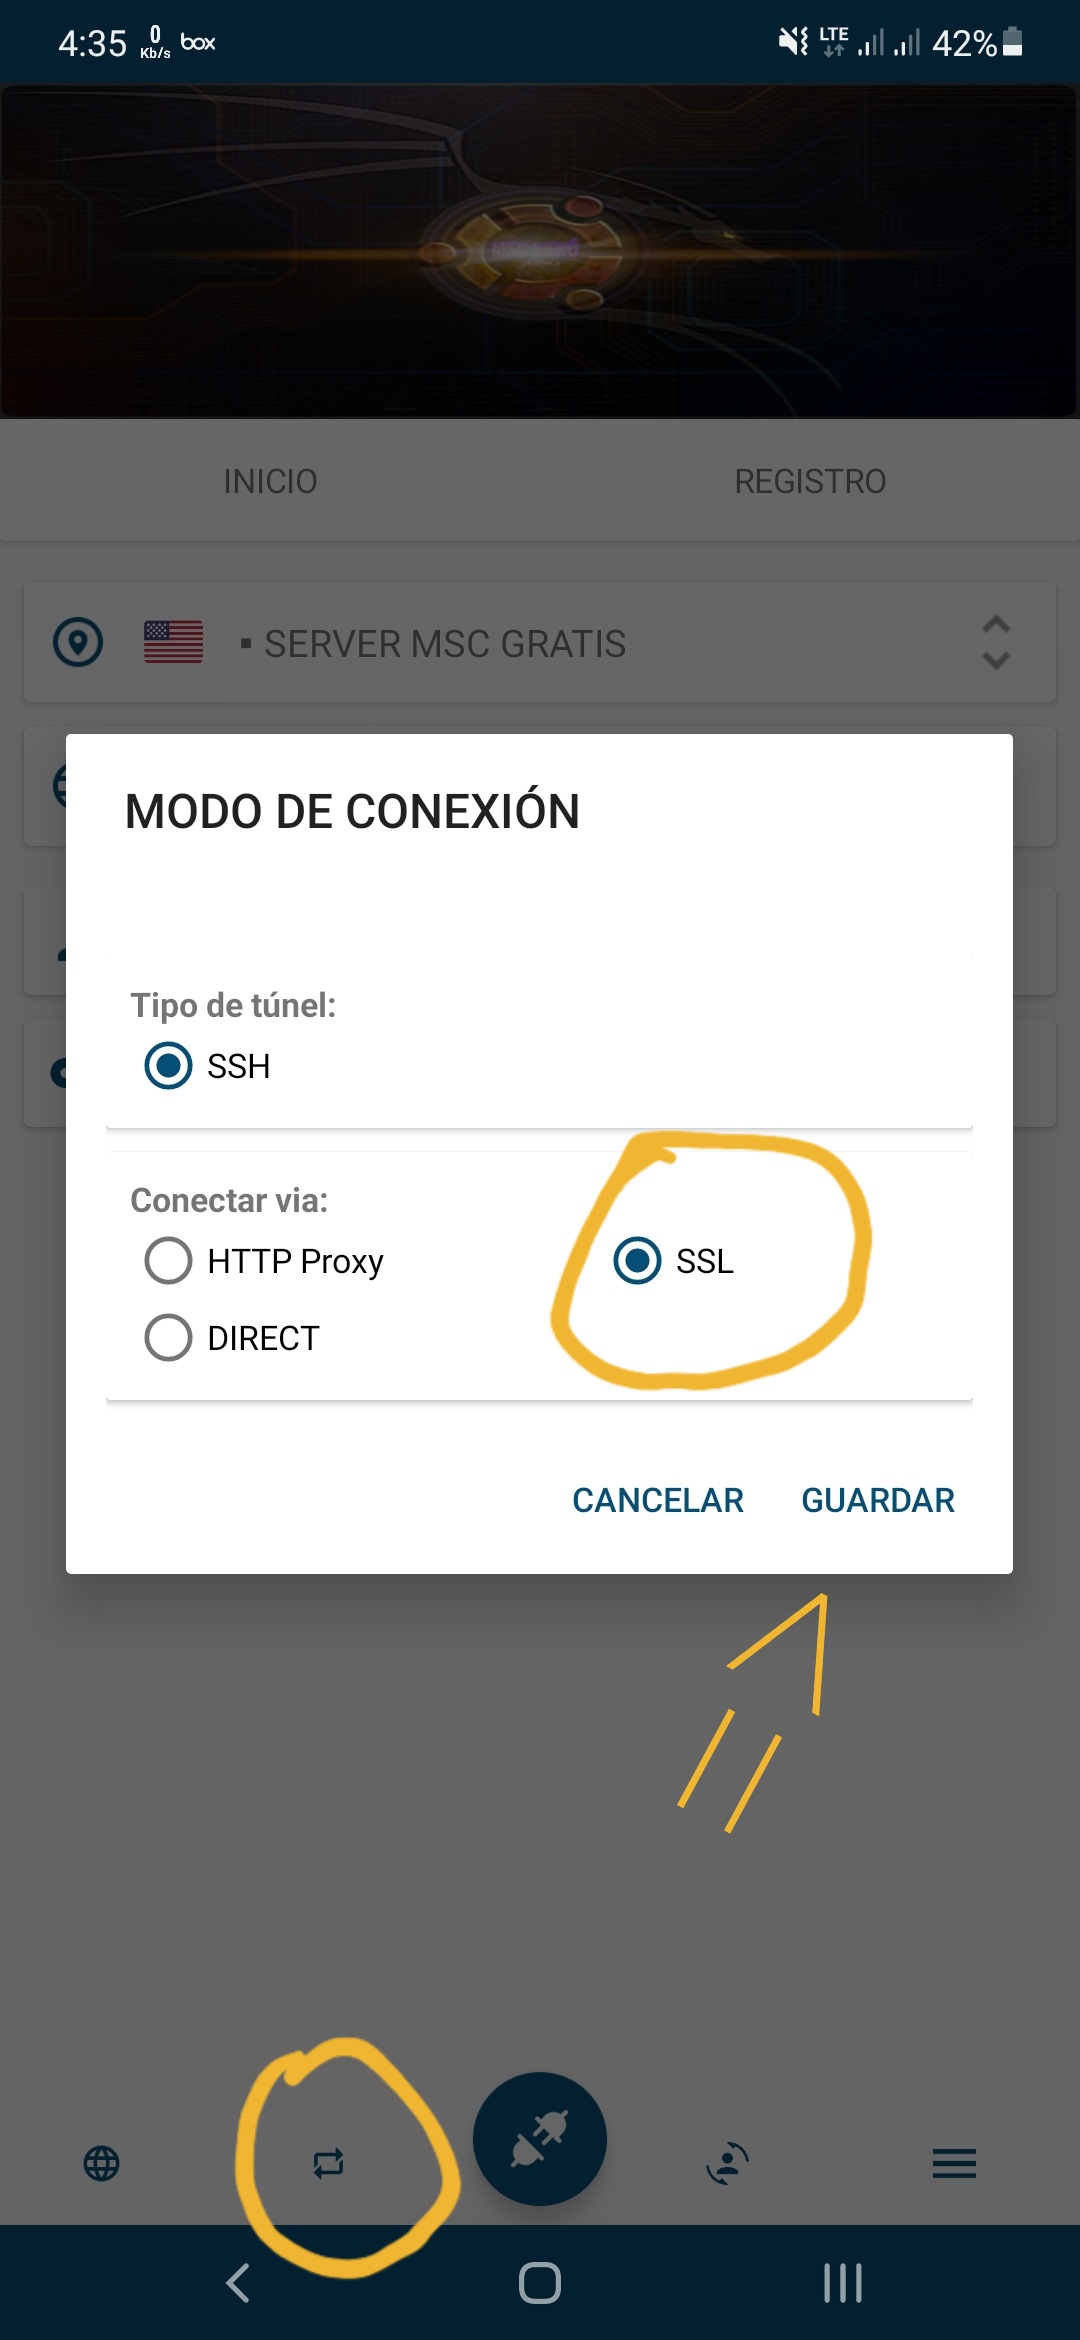 4:35 0 Kb/s box LTE 42%
INICIO REGISTRO
▪ SERVER MSC GRATIS
MODO DE CONEXIÓN
Tipo de túnel:
SSH
Conectar via:
HTTP Proxy SSL
DIRECT
CANCELAR GUARDAR